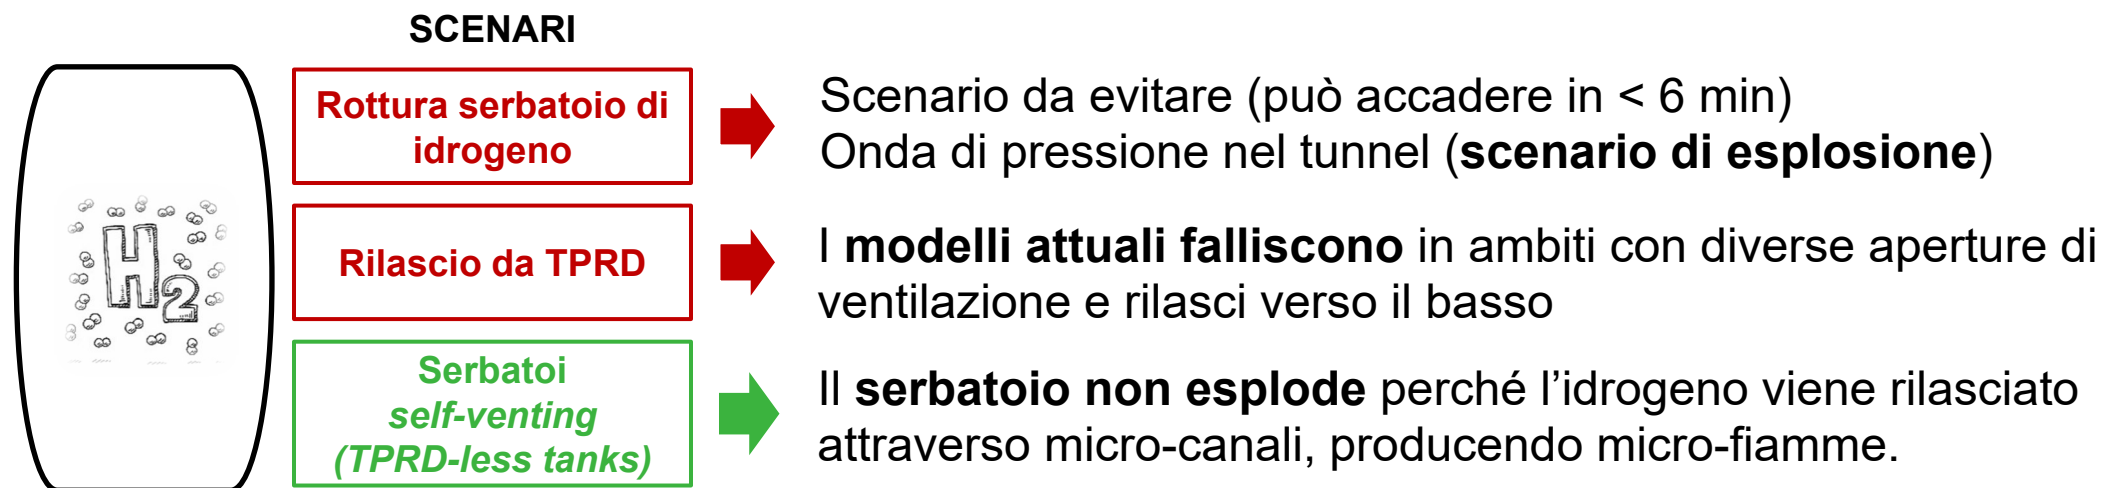 SCENARI
H2
Rottura serbatoio di
idrogeno
Scenario da evitare (può accadere in < 6 min)
Onda di pressione nel tunnel (scenario di esplosione)
Rilascio da TPRD
I modelli attuali falliscono in ambiti con diverse aperture di
ventilazione e rilasci verso il basso
Serbatoi
self-venting
(TPRD-less tanks)
Il serbatoio non esplode perché l’idrogeno viene rilasciato
attraverso micro-canali, producendo micro-fiamme.